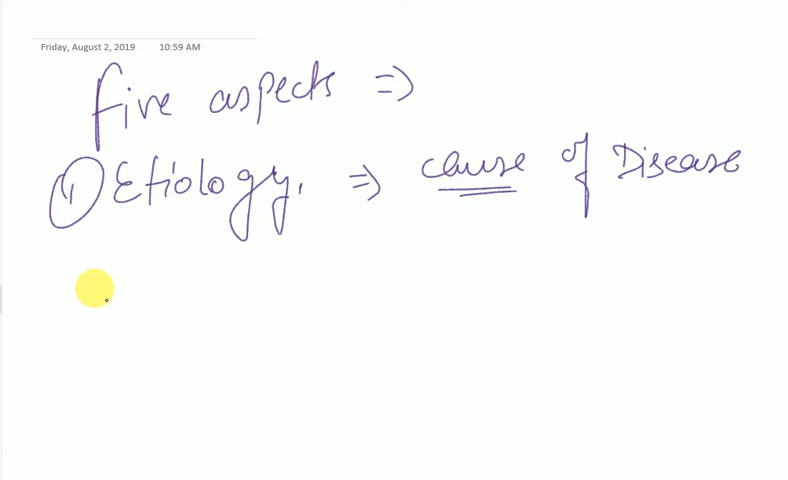 Friday, August 2, 2019 10:59 AM
five aspects ⇒
① Etiology. ⇒ cause of Disease